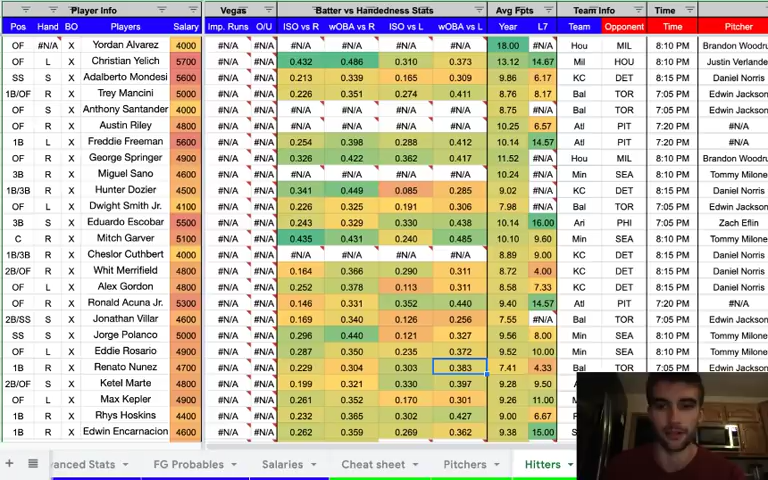 Player Info Vegas Batter vs Handedness Stats Avg Fpts Team Info Time
Pos Hand BO Players Salary Imp. Runs O/U ISO vs R wOBA vs R ISO vs L wOBA vs L Year L7 Team Opponent Time Pitcher
OF #N/A X Yordan Alvarez 4000 #N/A #N/A #N/A #N/A #N/A #N/A 18.00 #N/A Hou MIL 8:10 PM Brandon Woodru
OF L X Christian Yelich 5700 #N/A #N/A 0.432 0.486 0.310 0.373 13.12 14.67 Mil HOU 8:10 PM Justin Verlande
SS S X Adalberto Mondesi 5600 #N/A #N/A 0.213 0.339 0.165 0.309 9.86 6.17 KC DET 8:15 PM Daniel Norris
1B/OF R X Trey Mancini 5000 #N/A #N/A 0.226 0.351 0.274 0.411 8.76 8.17 Bal TOR 7:05 PM Edwin Jackson
OF S X Anthony Santander 4000 #N/A #N/A #N/A #N/A #N/A #N/A 8.75 #N/A Bal TOR 7:05 PM Edwin Jackson
OF R X Austin Riley 4800 #N/A #N/A #N/A #N/A #N/A #N/A 10.25 6.57 Atl PIT 7:20 PM #N/A
1B L X Freddie Freeman 5600 #N/A #N/A 0.254 0.398 0.288 0.412 10.14 14.57 Atl PIT 7:20 PM #N/A
OF R X George Springer 4900 #N/A #N/A 0.326 0.422 0.362 0.417 11.52 #N/A Hou MIL 8:10 PM Brandon Woodru
3B R X Miguel Sano 4600 #N/A #N/A #N/A #N/A #N/A #N/A 10.24 #N/A Min SEA 8:10 PM Tommy Milone
1B/3B R X Hunter Dozier 4500 #N/A #N/A 0.341 0.449 0.085 0.285 9.02 #N/A KC DET 8:15 PM Daniel Norris
OF L X Dwight Smith Jr. 4100 #N/A #N/A 0.226 0.325 0.191 0.306 7.98 #N/A Bal TOR 7:05 PM Edwin Jackson
3B S X Eduardo Escobar 5500 #N/A #N/A 0.243 0.329 0.330 0.438 10.14 16.00 Ari PHI 7:05 PM Zach Eflin
C R X Mitch Garver 5100 #N/A #N/A 0.435 0.431 0.240 0.485 10.10 9.60 Min SEA 8:10 PM Tommy Milone
1B/3B R X Cheslor Cuthbert 4000 #N/A #N/A #N/A #N/A #N/A #N/A 8.89 9.00 KC DET 8:15 PM Daniel Norris
2B/OF R X Whit Merrifield 4800 #N/A #N/A 0.164 0.366 0.290 0.311 8.72 4.00 KC DET 8:15 PM Daniel Norris
OF L X Alex Gordon 4800 #N/A #N/A 0.252 0.378 0.113 0.311 9.08 7.71 KC DET 8:15 PM Daniel Norris
OF R X Ronald Acuna Jr. 5300 #N/A #N/A 0.146 0.331 0.352 0.440 9.40 14.57 Atl PIT 7:20 PM #N/A
2B/SS S X Jonathan Villar 4600 #N/A #N/A 0.169 0.340 0.126 0.256 7.55 #N/A Bal TOR 7:05 PM Edwin Jackson
SS S X Jorge Polanco 5000 #N/A #N/A 0.296 0.440 0.121 0.327 9.56 8.00 Min SEA 8:10 PM Tommy Milone
OF L X Eddie Rosario 4900 #N/A #N/A 0.287 0.350 0.235 0.372 9.52 10.00 Min SEA 8:10 PM Tommy Milone
1B R X Renato Nunez 4700 #N/A #N/A 0.229 0.304 0.303 0.383 7.41 4.33 Bal TOR 7:05 PM Edwin Jackson
2B/OF S X Ketel Marte 4800 #N/A #N/A 0.199 0.321 0.330 0.397 9.28 9.50
OF L X Max Kepler 4900 #N/A #N/A 0.261 0.352 0.170 0.301 9.26 11.00
1B R X Rhys Hoskins 4400 #N/A #N/A 0.232 0.365 0.302 0.427 9.00 6.67
1B R X Edwin Encarnacion 4600 #N/A #N/A 0.262 0.359 0.269 0.362 9.38 15.00
+ anced Stats FG Probables Salaries Cheat sheet Pitchers Hitters